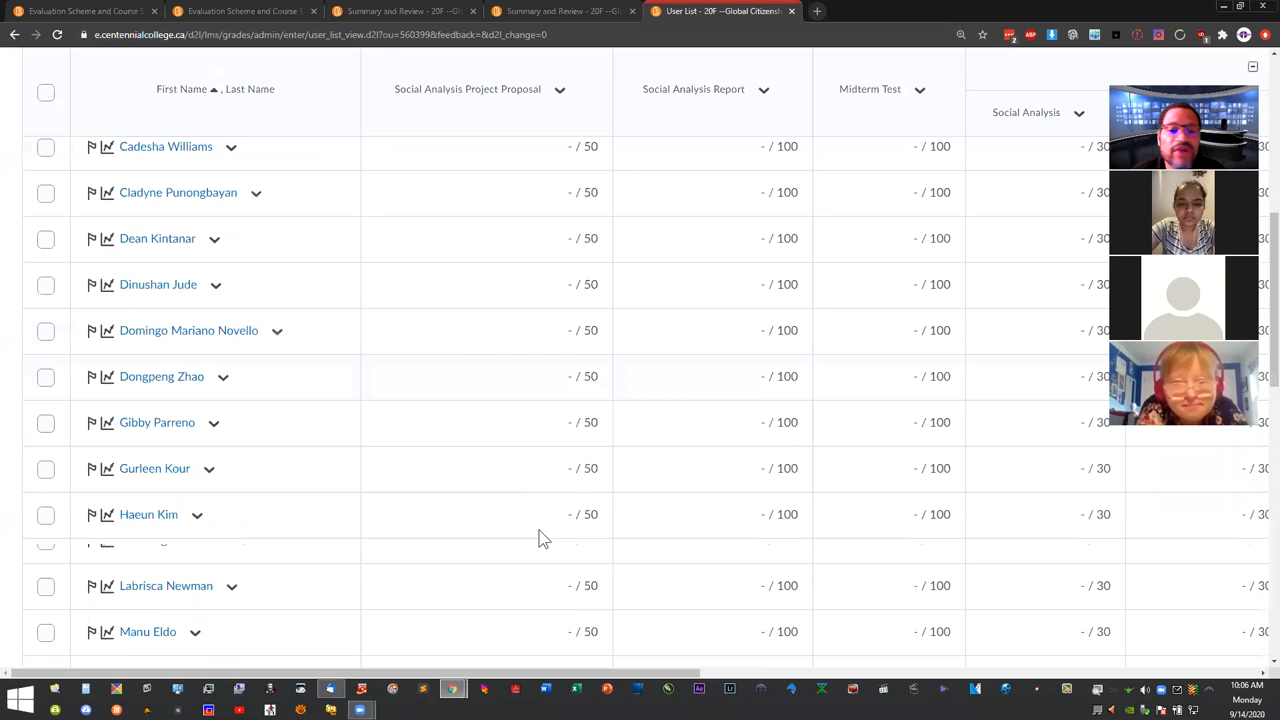 Evaluation Scheme and Course S
Evaluation Scheme and Course S
Summary and Review - 20F --Glo
Summary and Review - 20F --Glo
User List - 20F --Global Citizensh
e.centennialcollege.ca/d2l/lms/grades/admin/enter/user_list_view.d2l?ou=560399&feedback=&d2l_change=0
First Name , Last Name
Social Analysis Project Proposal
Social Analysis Report
Midterm Test
Social Analysis
Cadesha Williams - / 50 - / 100 - / 100 - / 30
Cladyne Punongbayan - / 50 - / 100 - / 100 - / 30
Dean Kintanar - / 50 - / 100 - / 100 - / 30
Dinushan Jude - / 50 - / 100 - / 100 - / 30
Domingo Mariano Novello - / 50 - / 100 - / 100 - / 30
Dongpeng Zhao - / 50 - / 100 - / 100 - / 30
Gibby Parreno - / 50 - / 100 - / 100 - / 30
Gurleen Kour - / 50 - / 100 - / 100 - / 30 - / 30
Haeun Kim - / 50 - / 100 - / 100 - / 30 - / 30
Labrisca Newman - / 50 - / 100 - / 100 - / 30 - / 30
Manu Eldo - / 50 - / 100 - / 100 - / 30 - / 30
10:06 AM
Monday
9/14/2020